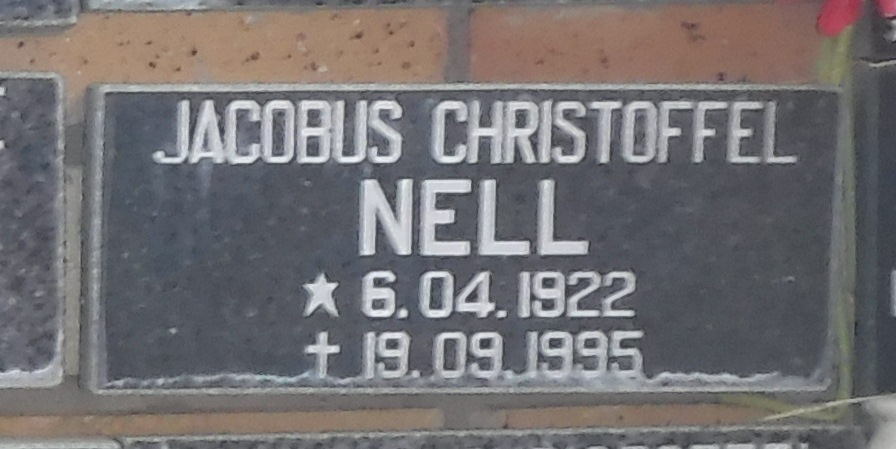 JACOBUS CHRISTOFFEL
NELL
★ 6.04.1922
† 19.09.1995